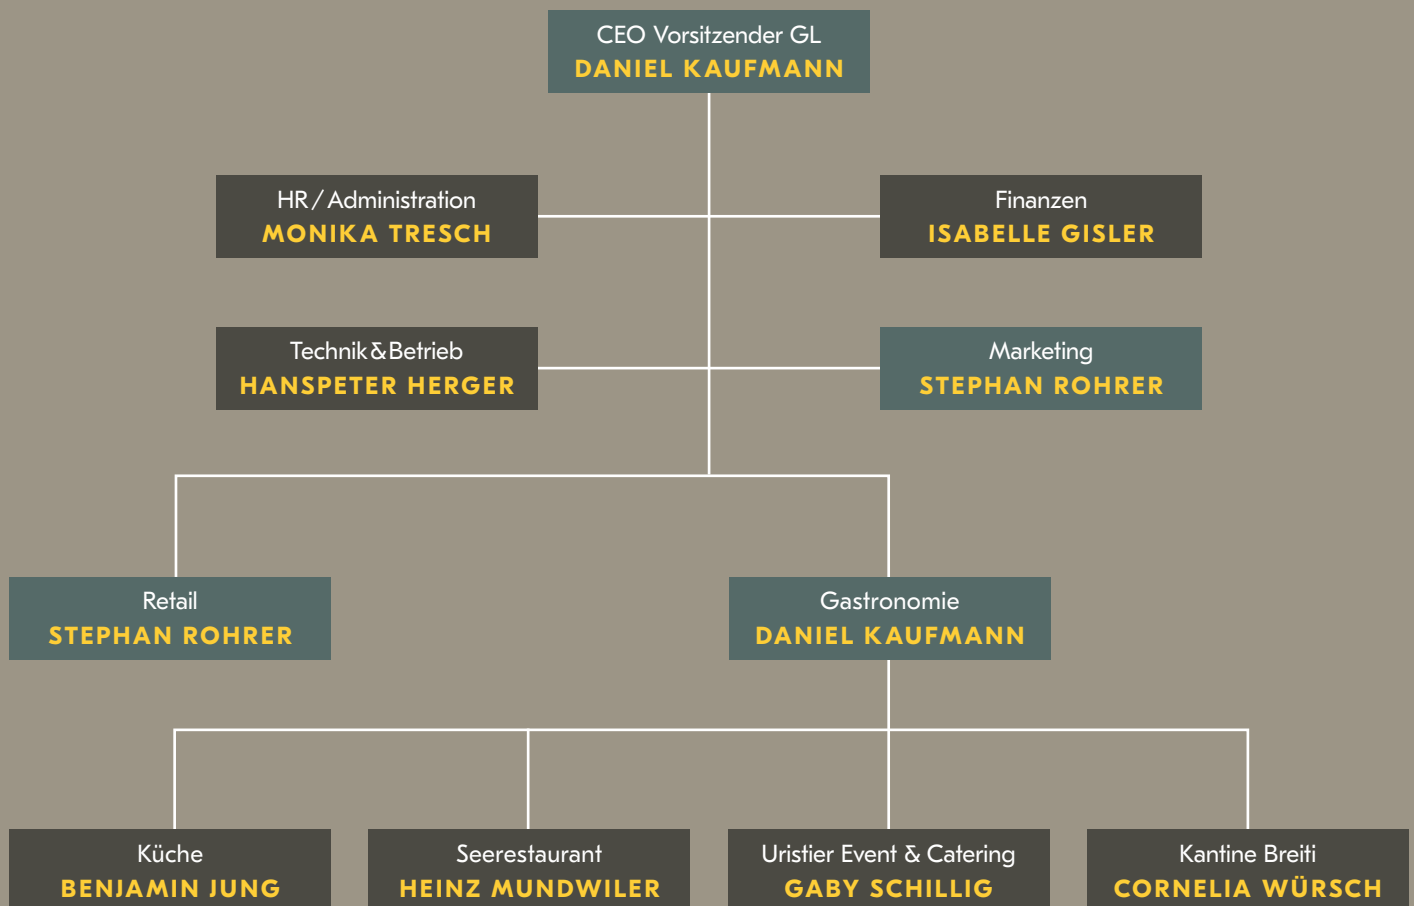 CEO Vorsitzender GL
DANIEL KAUFMANN
HR / Administration
MONIKA TRESCH
Finanzen
ISABELLE GISLER
Technik & Betrieb
HANSPETER HERGER
Marketing
STEPHAN ROHRER
Retail
STEPHAN ROHRER
Gastronomie
DANIEL KAUFMANN
Küche
BENJAMIN JUNG
Seerestaurant
HEINZ MUNDWILER
Uristier Event & Catering
GABY SCHILLIG
Kantine Breiti
CORNELIA WÜRSCH